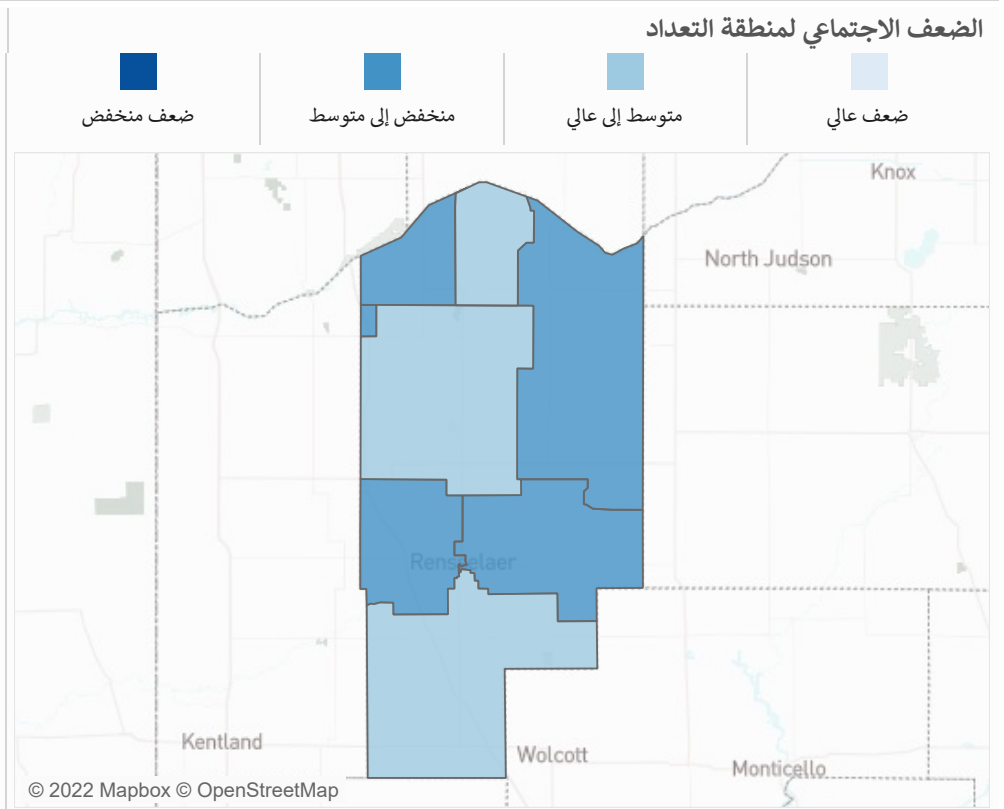 الضعف الاجتماعي لمنطقة التعداد
ضعف عالي
متوسط إلى عالي
منخفض إلى متوسط
ضعف منخفض
Knox
North Judson
Rensselaer
Kentland
Wolcott
Monticello
© 2022 Mapbox © OpenStreetMap